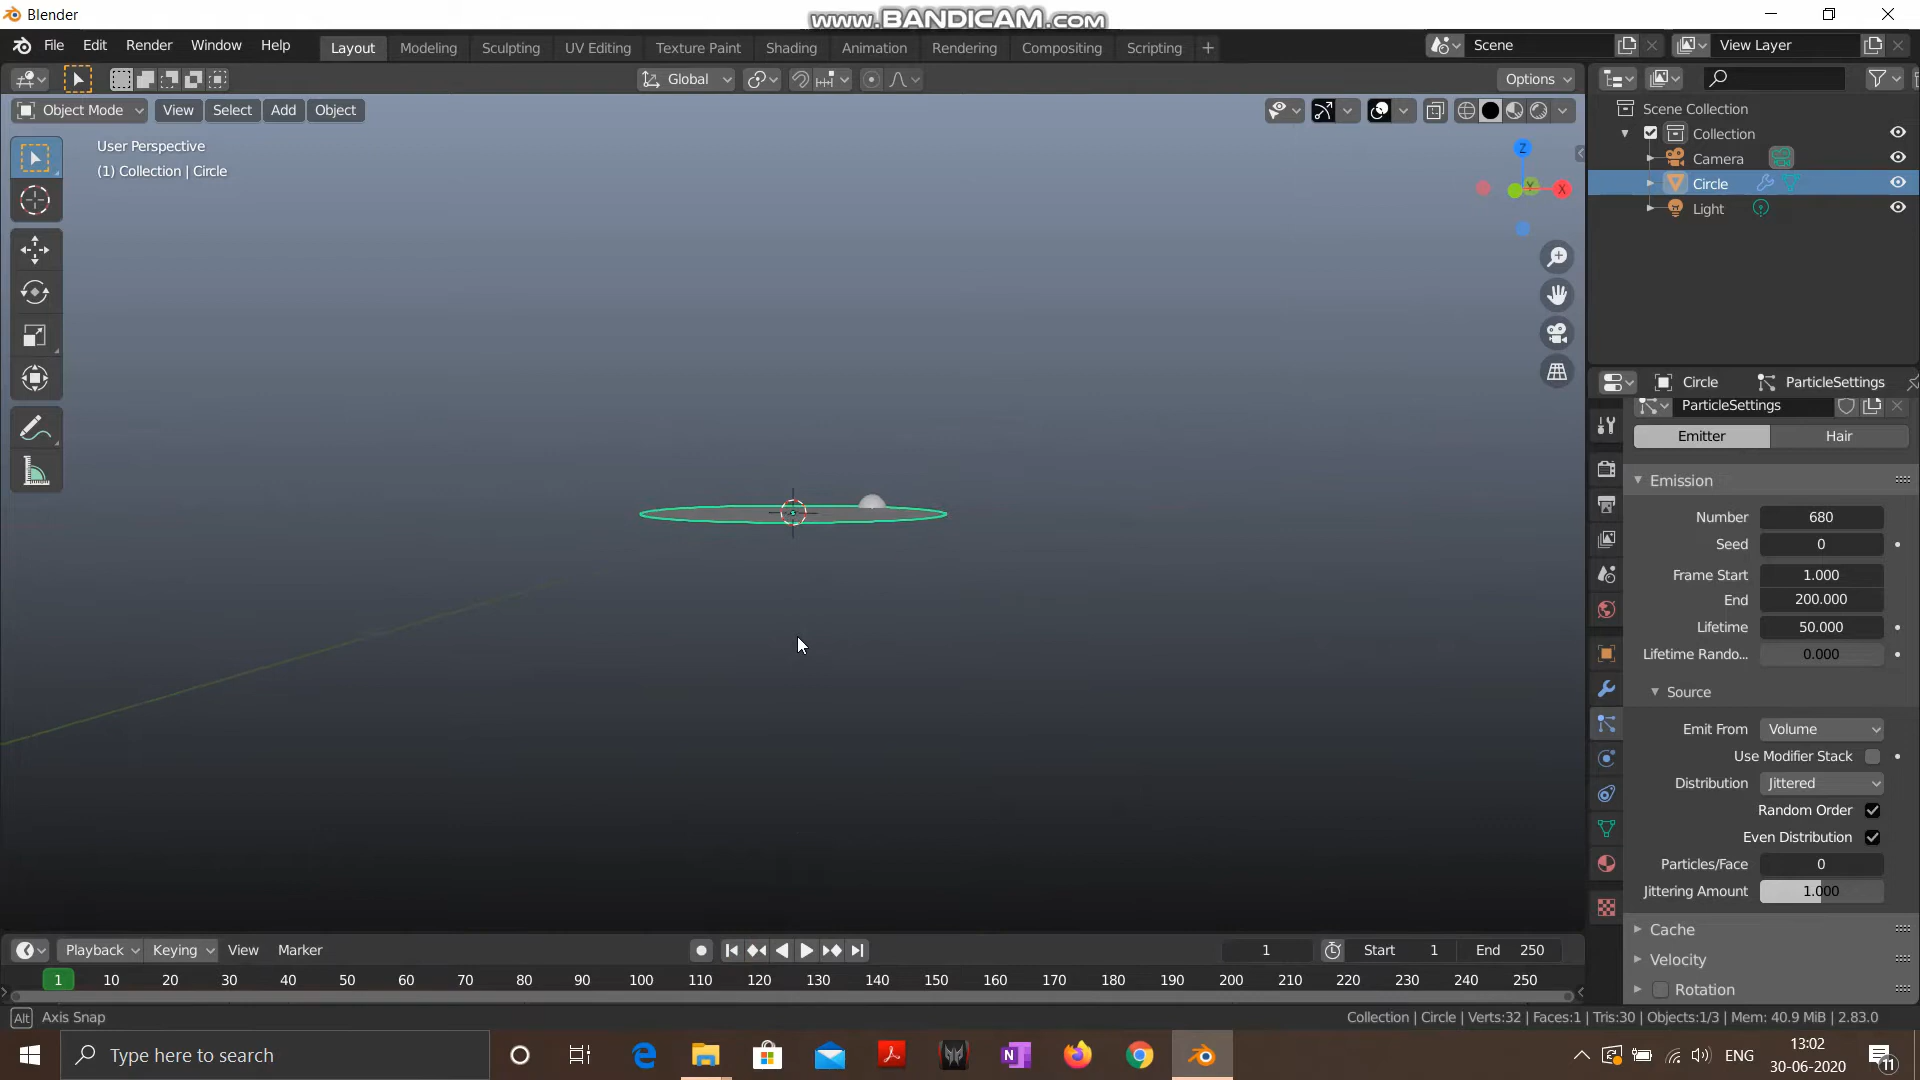 Blender
www.BANDICAM.com
File Edit Render Window Help
Layout Modeling Sculpting UV Editing Texture Paint Shading Animation Rendering Compositing Scripting +
Scene
View Layer
Global
Options
Object Mode View Select Add Object
User Perspective
(1) Collection | Circle
Z
Y
X
Scene Collection
Collection
Camera
Circle
Light
Circle
ParticleSettings
ParticleSettings
Emitter Hair
Emission
Number 680
Seed 0
Frame Start 1.000
End 200.000
Lifetime 50.000
Lifetime Rando... 0.000
Source
Emit From Volume
Use Modifier Stack
Distribution Jittered
Random Order
Even Distribution
Particles/Face 0
Jittering Amount 1.000
Cache
Velocity
Rotation
Playback Keying View Marker
1
Start 1
End 250
1 10 20 30 40 50 60 70 80 90 100 110 120 130 140 150 160 170 180 190 200 210 220 230 240 250
Alt Axis Snap
Collection | Circle | Verts:32 | Faces:1 | Tris:30 | Objects:1/3 | Mem: 40.9 MiB | 2.83.0
Type here to search
ENG
13:02
30-06-2020
11